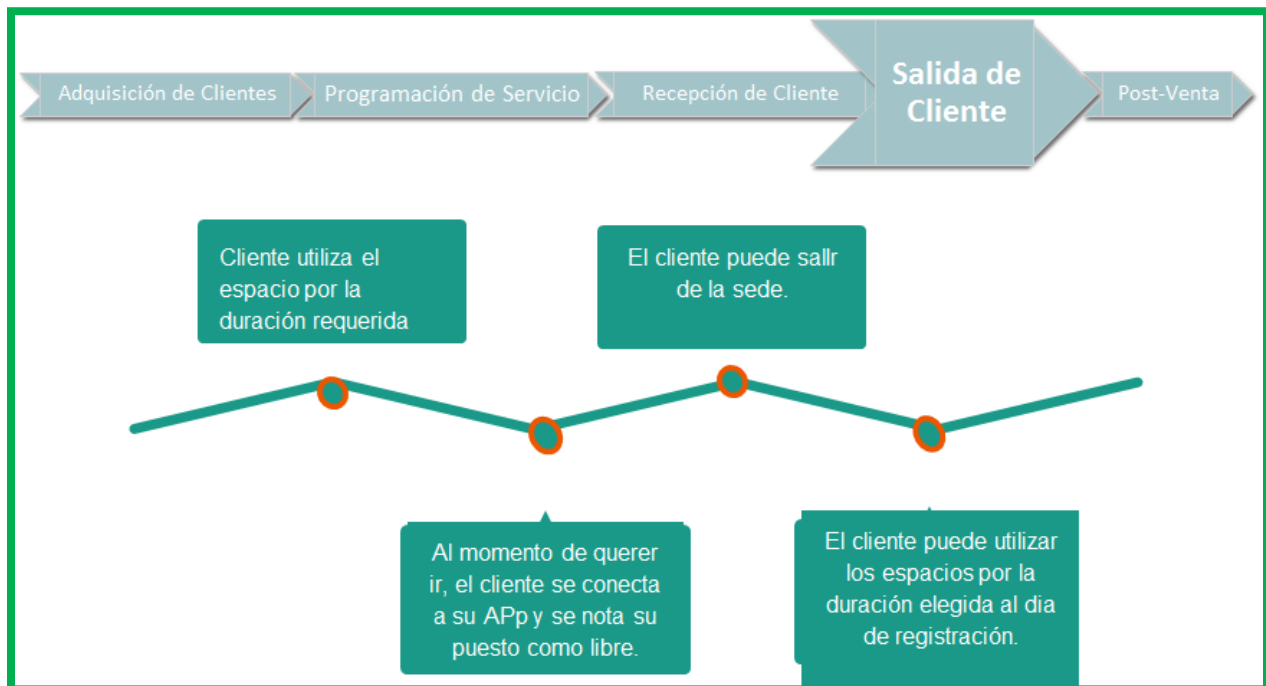 Adquisición de Clientes
Programación de Servicio
Recepción de Cliente
Salida de
Cliente
Post-Venta
Cliente utiliza el
espacio por la
duración requerida
El cliente puede sallr
de la sede.
Al momento de querer
ir, el cliente se conecta
a su APp y se nota su
puesto como libre.
El cliente puede utilizar
los espacios por la
duración elegida al dia
de registración.